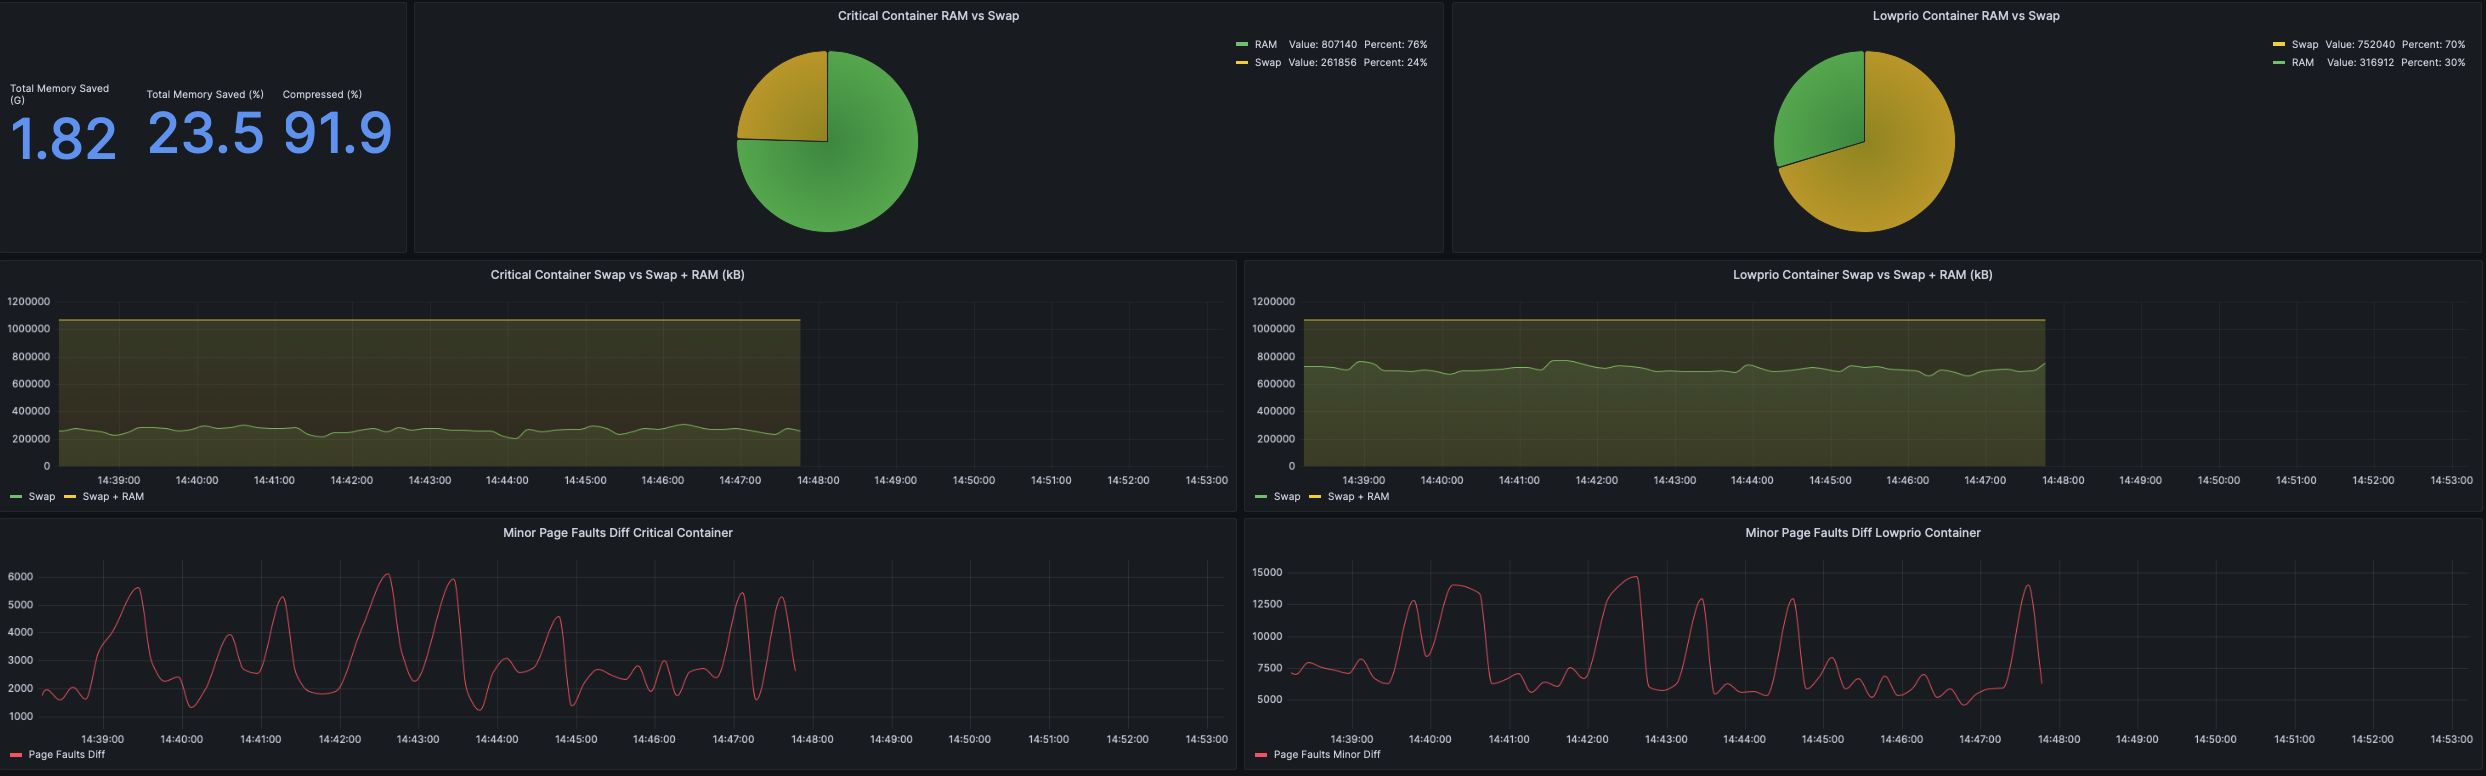 Total Memory Saved
(G)
1.82
Total Memory Saved (%)
23.5
Compressed (%)
91.9
Critical Container RAM vs Swap
RAM Value: 807140 Percent: 76%
Swap Value: 261856 Percent: 24%
Lowprio Container RAM vs Swap
Swap Value: 752040 Percent: 70%
RAM Value: 316912 Percent: 30%
Critical Container Swap vs Swap + RAM (kB)
1200000
1000000
800000
600000
400000
200000
0
14:39:00 14:40:00 14:41:00 14:42:00 14:43:00 14:44:00 14:45:00 14:46:00 14:47:00 14:48:00 14:49:00 14:50:00 14:51:00 14:52:00 14:53:00
Swap Swap + RAM
Lowprio Container Swap vs Swap + RAM (kB)
1200000
1000000
800000
600000
400000
200000
0
14:39:00 14:40:00 14:41:00 14:42:00 14:43:00 14:44:00 14:45:00 14:46:00 14:47:00 14:48:00 14:49:00 14:50:00 14:51:00 14:52:00 14:53:00
Swap Swap + RAM
Minor Page Faults Diff Critical Container
6000
5000
4000
3000
2000
1000
14:39:00 14:40:00 14:41:00 14:42:00 14:43:00 14:44:00 14:45:00 14:46:00 14:47:00 14:48:00 14:49:00 14:50:00 14:51:00 14:52:00 14:53:00
Page Faults Diff
Minor Page Faults Diff Lowprio Container
15000
12500
10000
7500
5000
14:39:00 14:40:00 14:41:00 14:42:00 14:43:00 14:44:00 14:45:00 14:46:00 14:47:00 14:48:00 14:49:00 14:50:00 14:51:00 14:52:00 14:53:00
Page Faults Minor Diff